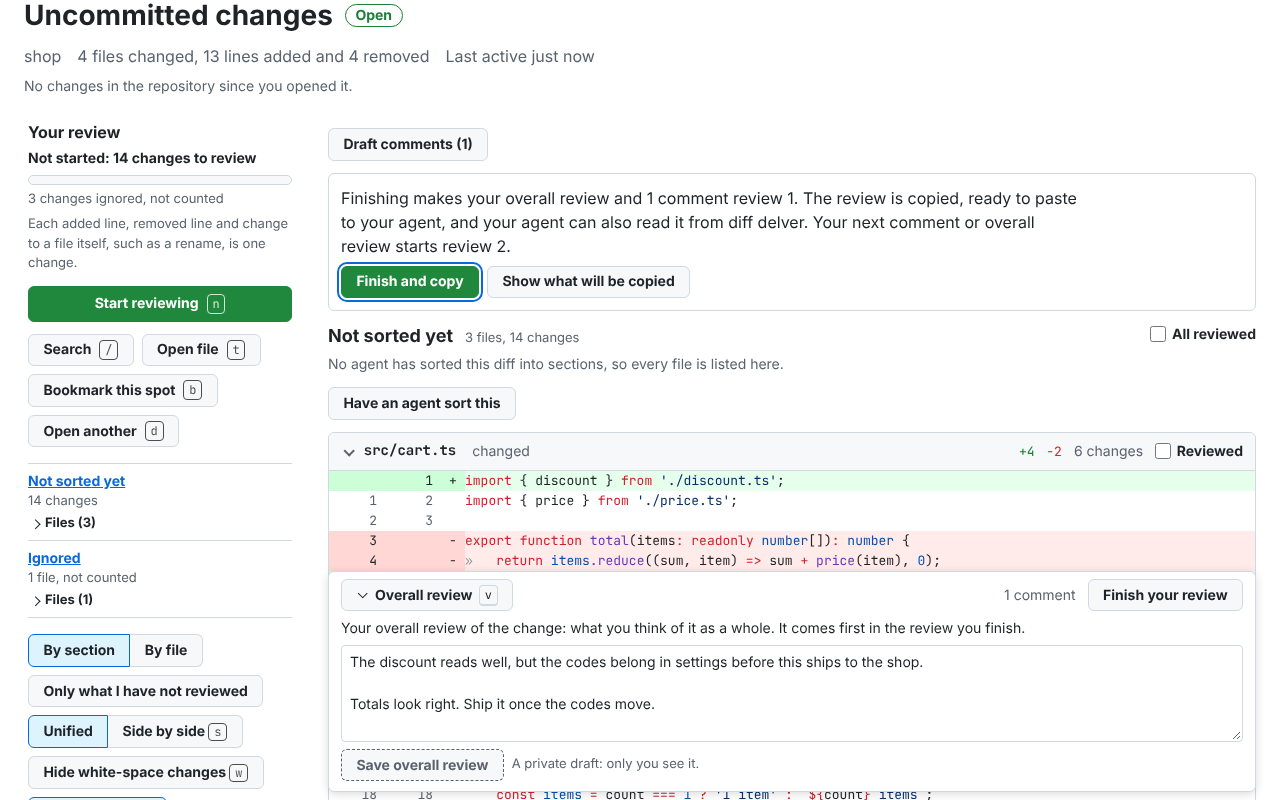 Uncommitted changes Open
shop 4 files changed, 13 lines added and 4 removed Last active just now
No changes in the repository since you opened it.
Your review
Not started: 14 changes to review
3 changes ignored, not counted
Each added line, removed line and change
to a file itself, such as a rename, is one
change.
Start reviewing n
Search / Open file t
Bookmark this spot b
Open another d
Not sorted yet
14 changes
Files (3)
Ignored
1 file, not counted
Files (1)
By section By file
Only what I have not reviewed
Unified Side by side s
Hide white-space changes w
Draft comments (1)
Finishing makes your overall review and 1 comment review 1. The review is copied, ready to paste
to your agent, and your agent can also read it from diff delver. Your next comment or overall
review starts review 2.
Finish and copy Show what will be copied
Not sorted yet 3 files, 14 changes All reviewed
No agent has sorted this diff into sections, so every file is listed here.
Have an agent sort this
src/cart.ts changed +4 -2 6 changes Reviewed
1 + import { discount } from './discount.ts';
1 2 import { price } from './price.ts';
2 3
3 - export function total(items: readonly number[]): number {
4 - » return items.reduce((sum, item) => sum + price(item), 0);
Overall review v 1 comment Finish your review
Your overall review of the change: what you think of it as a whole. It comes first in the review you finish.
The discount reads well, but the codes belong in settings before this ships to the shop.
Totals look right. Ship it once the codes move.
Save overall review A private draft: only you see it.
18 18 const items = count === 1 ? '1 item' : `${count} items`;